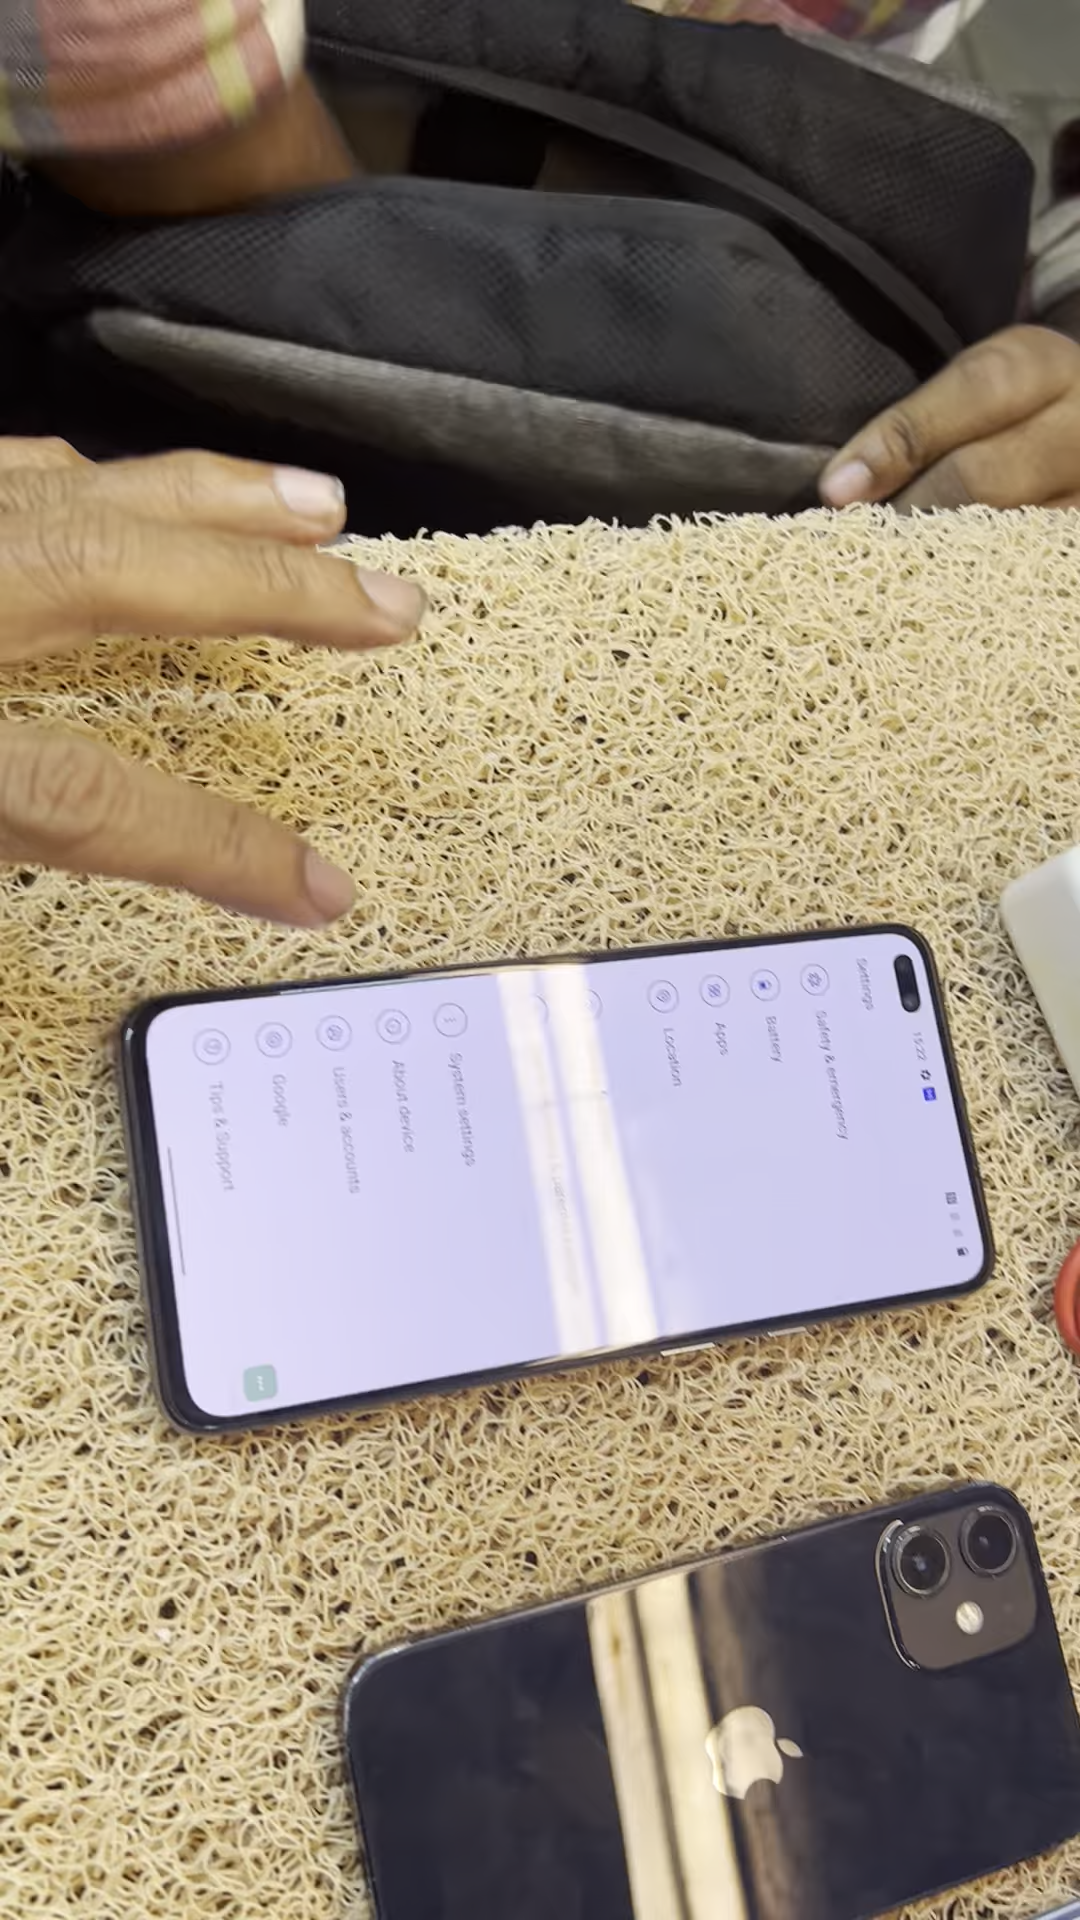 15:22
Settings
Safety & emergency
Battery
Apps
Location
System settings
About device
Users & accounts
Google
Tips & Support